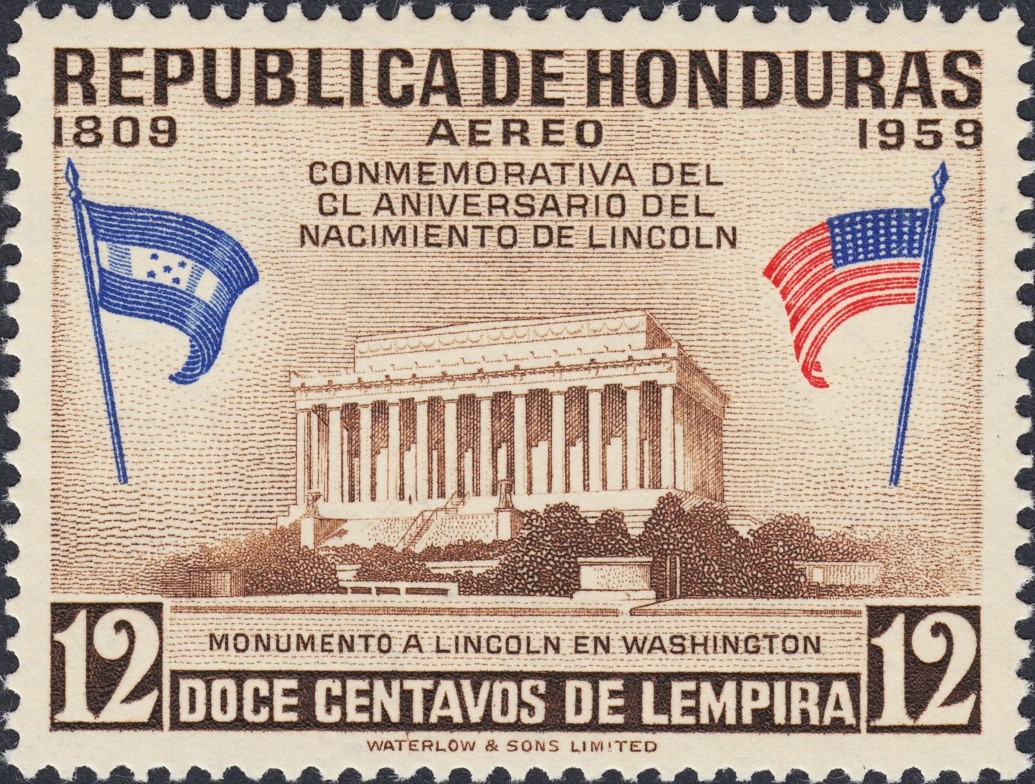 REPUBLICA DE HONDURAS
1809 AEREO 1959
CONMEMORATIVA DEL
CL ANIVERSARIO DEL
NACIMIENTO DE LINCOLN
MONUMENTO A LINCOLN EN WASHINGTON
12 DOCE CENTAVOS DE LEMPIRA 12
WATERLOW & SONS LIMITED